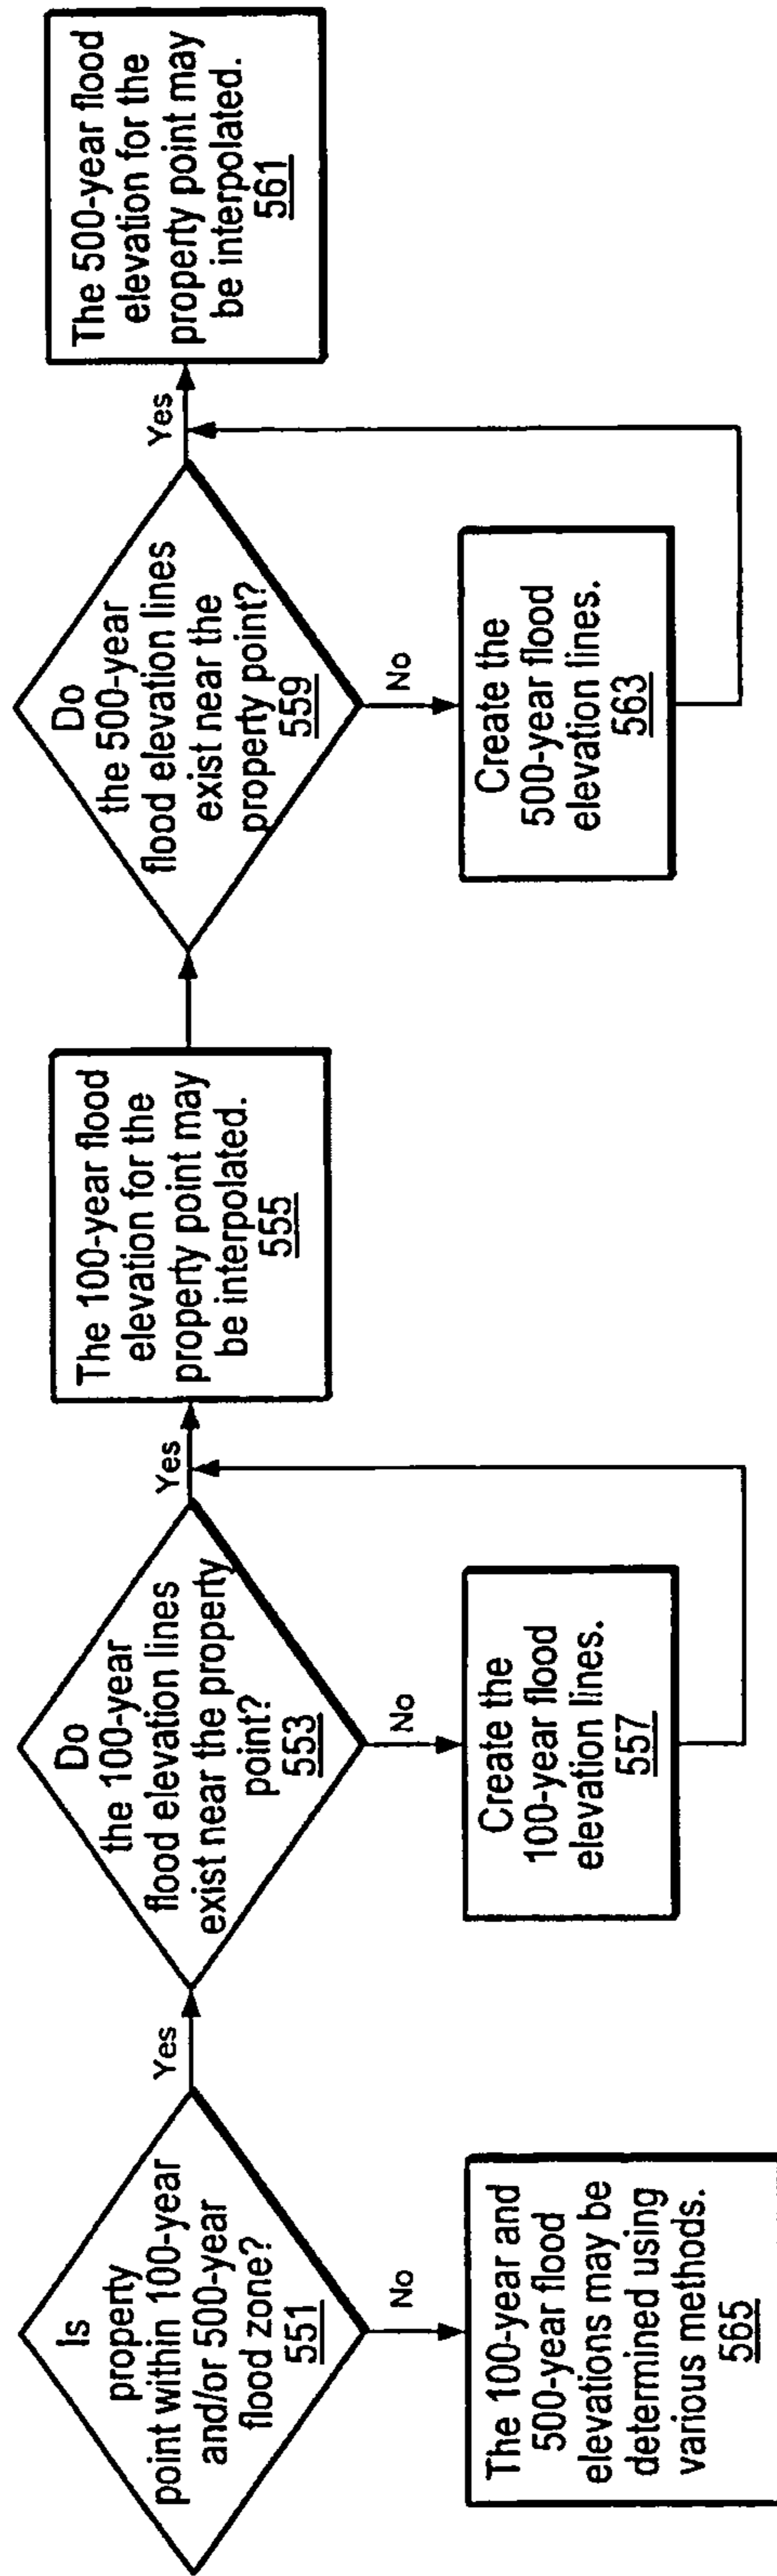 Is
property
point within 100-year
and/or 500-year
flood zone?
551
Yes
No
The 100-year and
500-year flood
elevations may be
determined using
various methods.
565
Do
the 100-year
flood elevation lines
exist near the property
point?
553
Yes
No
Create the
100-year flood
elevation lines.
557
The 100-year flood
elevation for the
property point may
be interpolated.
555
Do
the 500-year
flood elevation lines
exist near the
property point?
559
Yes
No
Create the
500-year flood
elevation lines.
563
The 500-year flood
elevation for the
property point may
be interpolated.
561